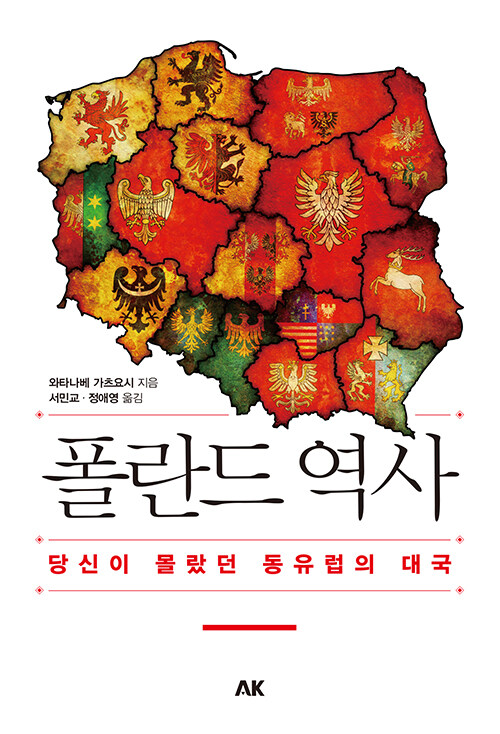 와타나베 가츠요시 지음
서민교 · 정애영 옮김
폴란드 역사
당신이 몰랐던 동유럽의 대국
AK